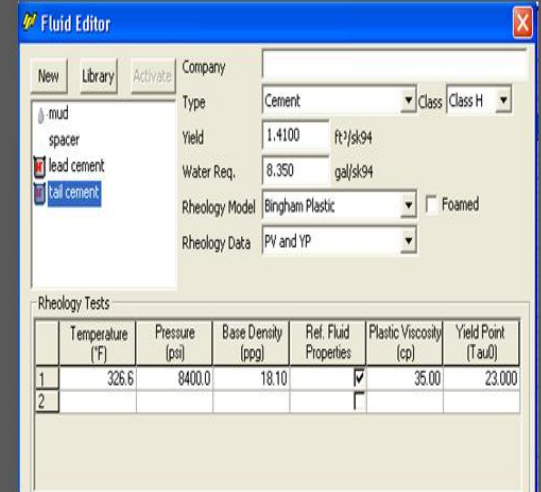 Fluid Editor
New Library Activate
mud
spacer
lead cement
tail cement
Company
Type Cement Class Class H
Yield 1.4100 ft³/sk94
Water Req. 8.350 gal/sk94
Rheology Model Bingham Plastic Foamed
Rheology Data PV and YP
Rheology Tests
Temperature (°F) Pressure (psi) Base Density (ppg) Ref. Fluid Properties Plastic Viscosity (cp) Yield Point (Tau0)
1 326.6 8400.0 18.10 35.00 23.000
2